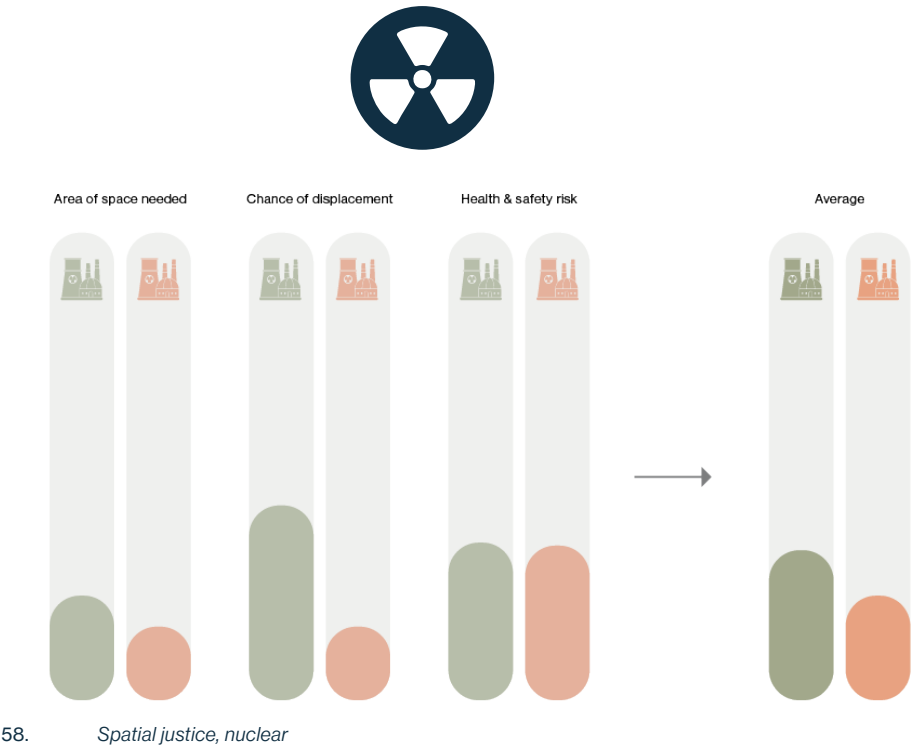 Area of space needed
Chance of displacement
Health & safety risk
Average
58. Spatial justice, nuclear